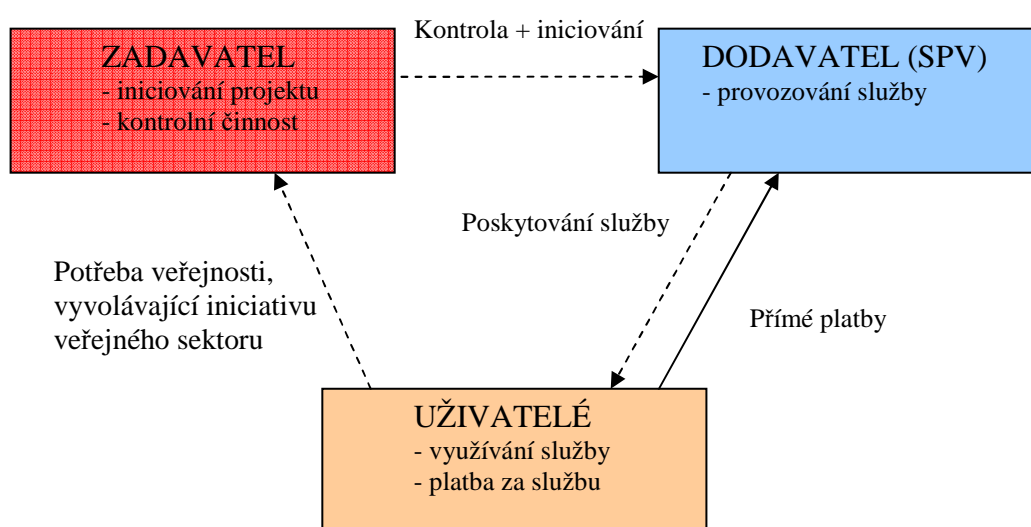 Kontrola + iniciování
ZADAVATEL
- iniciování projektu
- kontrolní činnost
DODAVATEL (SPV)
- provozování služby
Poskytování služby
Potřeba veřejnosti,
vyvolávající iniciativu
veřejného sektoru
Přímé platby
UŽIVATELÉ
- využívání služby
- platba za službu